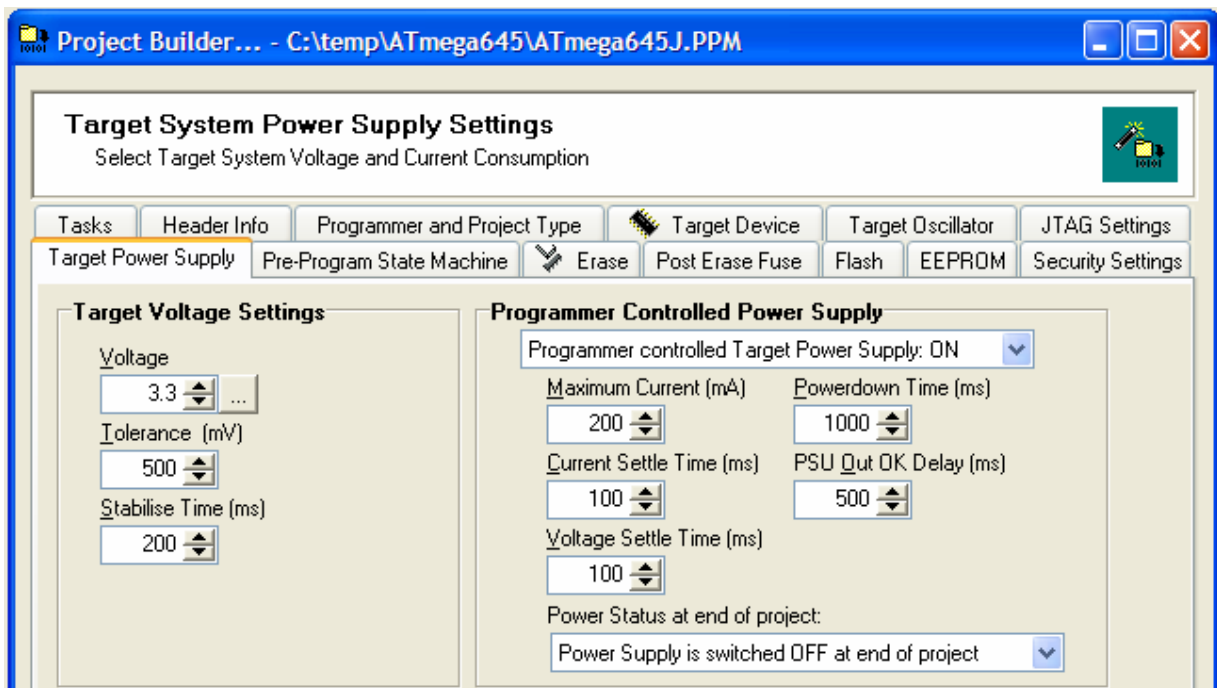 Project Builder... - C:\temp\ATmega645\ATmega645J.PPM
Target System Power Supply Settings
Select Target System Voltage and Current Consumption
Tasks Header Info Programmer and Project Type Target Device Target Oscillator JTAG Settings
Target Power Supply Pre-Program State Machine Erase Post Erase Fuse Flash EEPROM Security Settings
Target Voltage Settings
Voltage
3.3 ...
Tolerance (mV)
500
Stabilise Time (ms)
200
Programmer Controlled Power Supply
Programmer controlled Target Power Supply: ON
Maximum Current (mA) Powerdown Time (ms)
200 1000
Current Settle Time (ms) PSU Out OK Delay (ms)
100 500
Voltage Settle Time (ms)
100
Power Status at end of project:
Power Supply is switched OFF at end of project